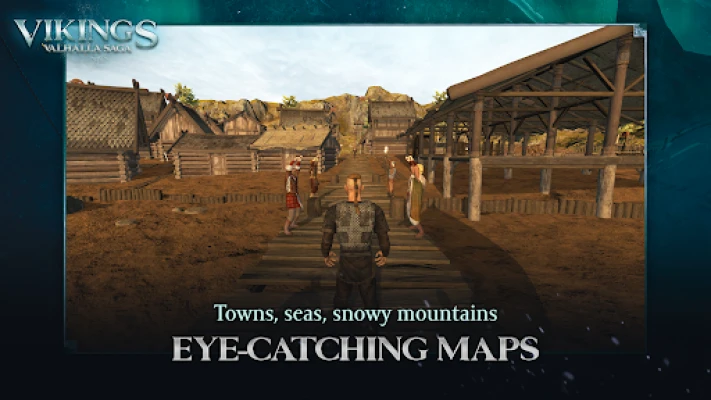 VIKINGS
VALHALLA SAGA
Towns, seas, snowy mountains
EYE-CATCHING MAPS